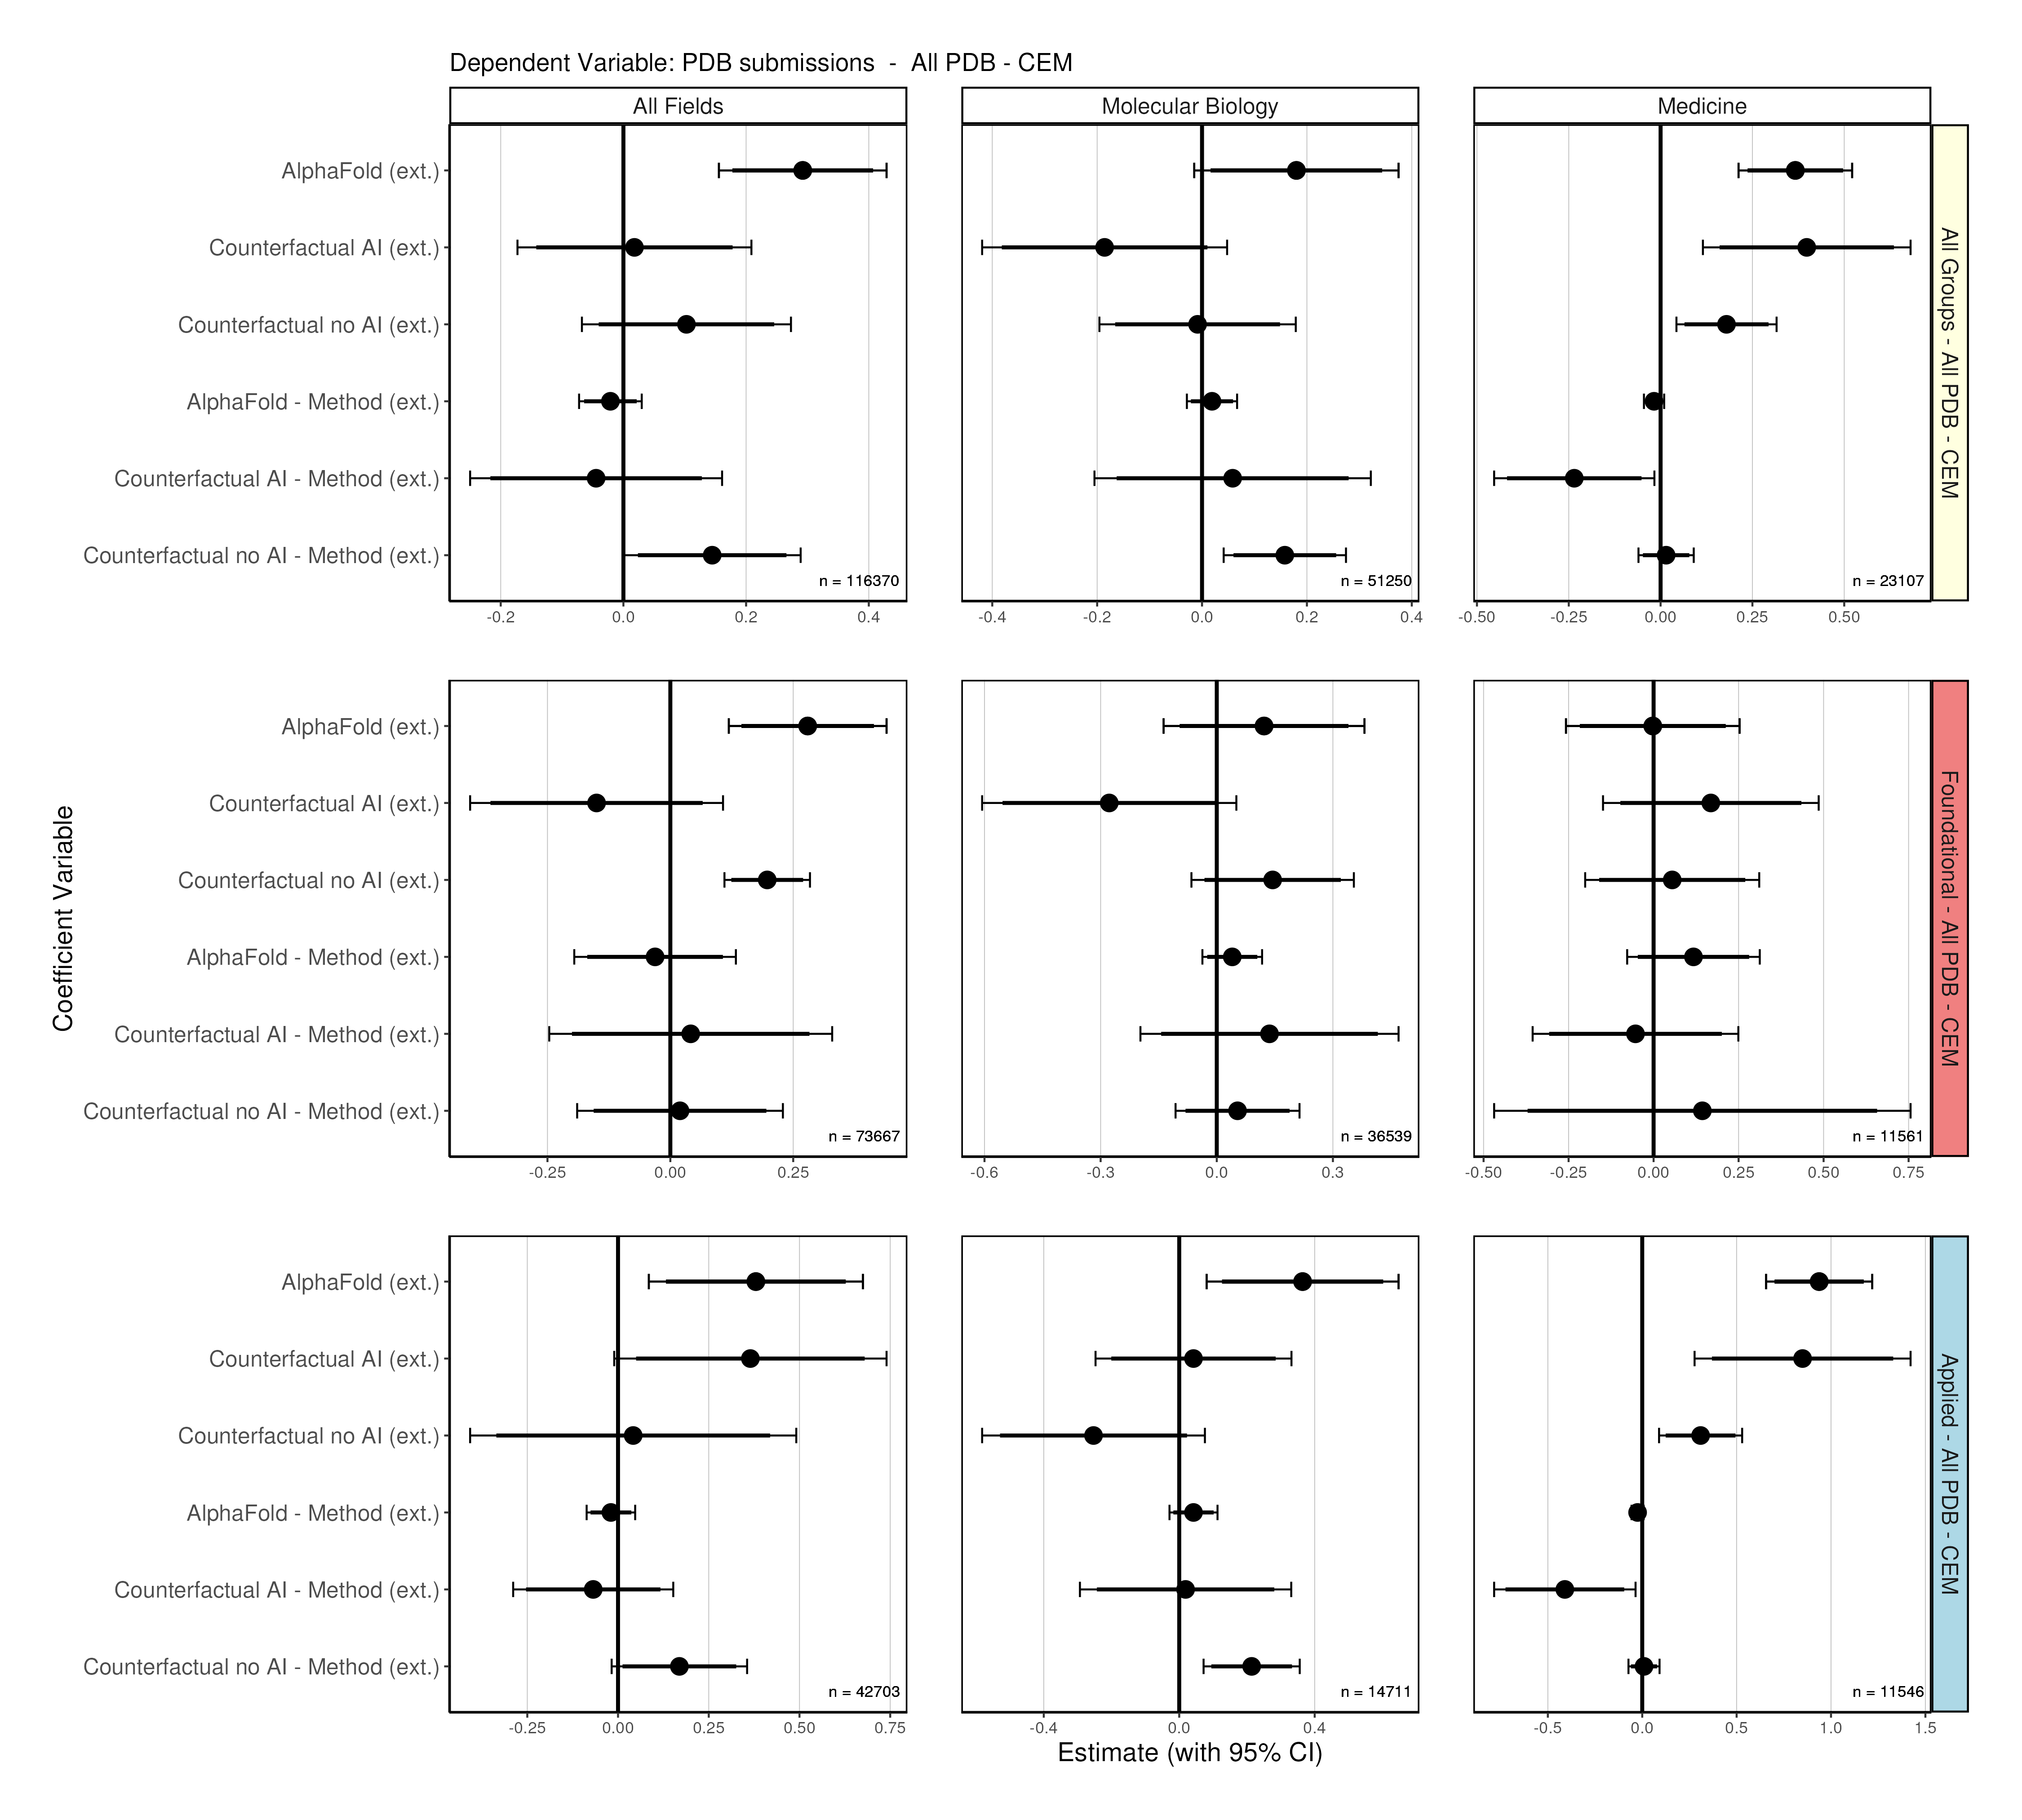 Dependent Variable: PDB submissions - All PDB - CEM
All Fields
Molecular Biology
Medicine
AlphaFold (ext.)
Counterfactual AI (ext.)
Counterfactual no AI (ext.)
AlphaFold - Method (ext.)
Counterfactual AI - Method (ext.)
Counterfactual no AI - Method (ext.)
n = 116370
n = 51250
n = 23107
All Groups - All PDB - CEM
-0.2 0.0 0.2 0.4
-0.4 -0.2 0.0 0.2 0.4
-0.50 -0.25 0.00 0.25 0.50
Coefficient Variable
AlphaFold (ext.)
Counterfactual AI (ext.)
Counterfactual no AI (ext.)
AlphaFold - Method (ext.)
Counterfactual AI - Method (ext.)
Counterfactual no AI - Method (ext.)
n = 73667
n = 36539
n = 11561
Foundational - All PDB - CEM
-0.25 0.00 0.25
-0.6 -0.3 0.0 0.3
-0.50 -0.25 0.00 0.25 0.50 0.75
AlphaFold (ext.)
Counterfactual AI (ext.)
Counterfactual no AI (ext.)
AlphaFold - Method (ext.)
Counterfactual AI - Method (ext.)
Counterfactual no AI - Method (ext.)
n = 42703
n = 14711
n = 11546
Applied - All PDB - CEM
-0.25 0.00 0.25 0.50 0.75
-0.4 0.0 0.4
-0.5 0.0 0.5 1.0 1.5
Estimate (with 95% CI)